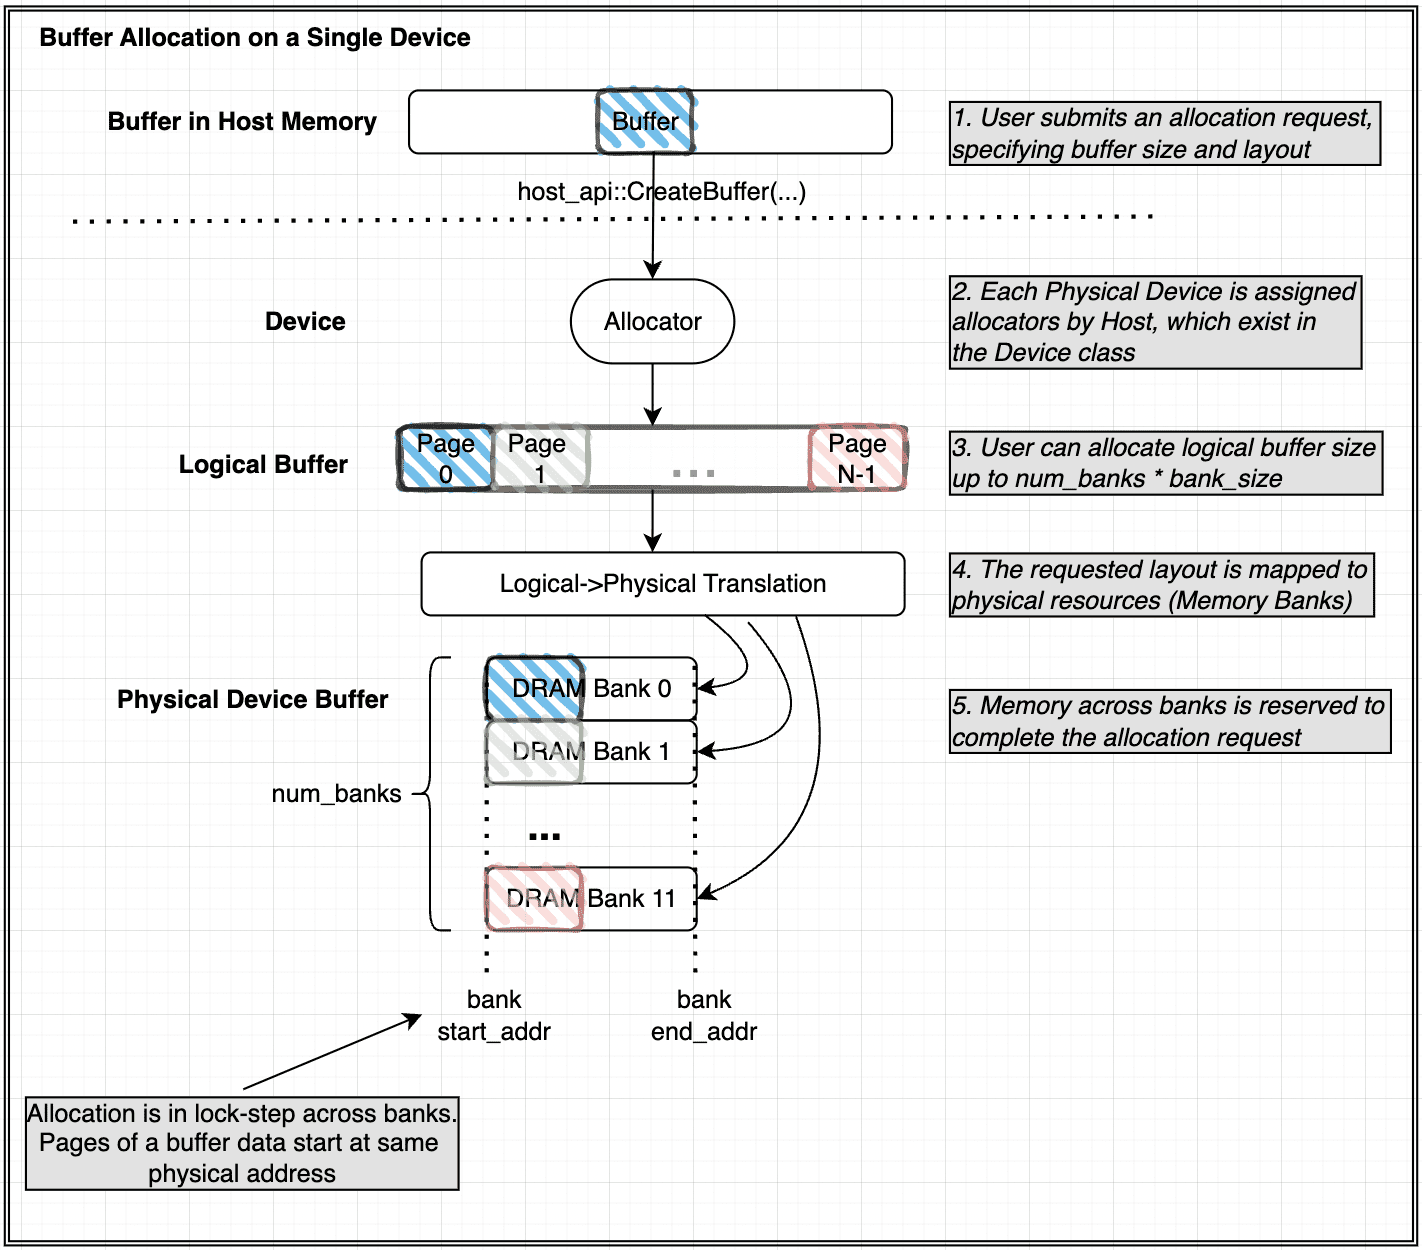 Buffer Allocation on a Single Device
Buffer in Host Memory
Buffer
1. User submits an allocation request,
specifying buffer size and layout
host_api::CreateBuffer(...)
Device
Allocator
2. Each Physical Device is assigned
allocators by Host, which exist in
the Device class
Logical Buffer
Page
0
Page
1
...
Page
N-1
3. User can allocate logical buffer size
up to num_banks * bank_size
Logical->Physical Translation
4. The requested layout is mapped to
physical resources (Memory Banks)
Physical Device Buffer
DRAM Bank 0
DRAM Bank 1
...
DRAM Bank 11
num_banks
5. Memory across banks is reserved to
complete the allocation request
bank
start_addr
bank
end_addr
Allocation is in lock-step across banks.
Pages of a buffer data start at same
physical address